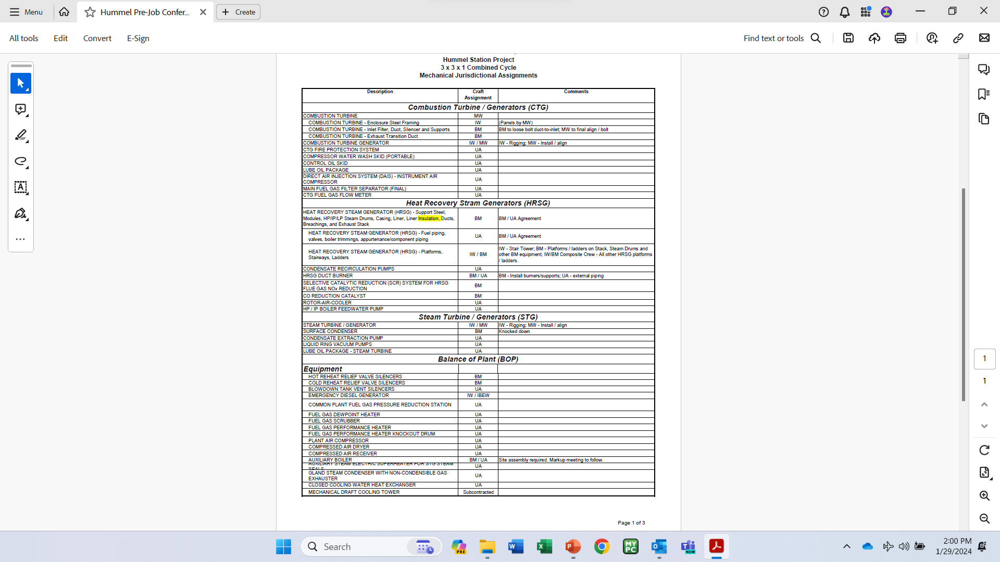 Menu
Hummel Pre-Job Confer...
Create
All tools
Edit
Convert
E-Sign
Find text or tools
Hummel Station Project
3 x 3 x 1 Combined Cycle
Mechanical Jurisdictional Assignments
Description Craft Assignment Comments
Combustion Turbine / Generators (CTG)
COMBUSTION TURBINE MW
COMBUSTION TURBINE - Enclosure Steel Framing IW (Panels by MW)
COMBUSTION TURBINE - Inlet Filter, Duct, Silencer and Supports BM BM to loose bolt duct-to-inlet; MW to final align / bolt
COMBUSTION TURBINE - Exhaust Transition Duct BM
COMBUSTION TURBINE GENERATOR IW / MW IW - Rigging; MW - Install / align
CTG FIRE PROTECTION SYSTEM UA
COMPRESSOR WATER WASH SKID (PORTABLE) UA
CONTROL OIL SKID UA
LUBE OIL PACKAGE UA
DIRECT AIR INJECTION SYSTEM (DAIS) - INSTRUMENT AIR
COMPRESSOR UA
MAIN FUEL GAS FILTER SEPARATOR (FINAL) UA
CTG FUEL GAS FLOW METER UA
Heat Recovery Stram Generators (HRSG)
HEAT RECOVERY STEAM GENERATOR (HRSG) - Support Steel,
Modules, HP/IP/LP Steam Drums, Casing, Liner, Liner Insulation, Ducts, BM BM / UA Agreement
Breachings, and Exhaust Stack
HEAT RECOVERY STEAM GENERATOR (HRSG) - Fuel piping,
valves, boiler trimmings, appurtenance/component piping UA BM / UA Agreement
HEAT RECOVERY STEAM GENERATOR (HRSG) - Platforms,
Stairways, Ladders IW / BM
IW - Stair Tower; BM - Platforms / ladders on Stack, Steam Drums and
other BM equipment; IW/BM Composite Crew - All other HRSG platforms
/ ladders.
CONDENSATE RECIRCULATION PUMPS UA
HRSG DUCT BURNER BM / UA BM - Install burners/supports; UA - external piping
SELECTIVE CATALYTIC REDUCTION (SCR) SYSTEM FOR HRSG
FLUE GAS NOx REDUCTION BM
CO REDUCTION CATALYST BM
ROTOR-AIR-COOLER UA
HP / IP BOILER FEEDWATER PUMP UA
Steam Turbine / Generators (STG)
STEAM TURBINE / GENERATOR IW / MW IW - Rigging; MW - Install / align
SURFACE CONDENSER BM Knocked down
CONDENSATE EXTRACTION PUMP UA
LIQUID RING VACUUM PUMPS UA
LUBE OIL PACKAGE - STEAM TURBINE UA
Balance of Plant (BOP)
Equipment
HOT REHEAT RELIEF VALVE SILENCERS BM
COLD REHEAT RELIEF VALVE SILENCERS BM
BLOWDOWN TANK VENT SILENCERS UA
EMERGENCY DIESEL GENERATOR IW / IBEW
COMMON PLANT FUEL GAS PRESSURE REDUCTION STATION UA
FUEL GAS DEWPOINT HEATER UA
FUEL GAS SCRUBBER UA
FUEL GAS PERFORMANCE HEATER UA
FUEL GAS PERFORMANCE HEATER KNOCKOUT DRUM UA
PLANT AIR COMPRESSOR UA
COMPRESSED AIR DRYER UA
COMPRESSED AIR RECEIVER UA
AUXILIARY BOILER BM / UA Site assembly required. Markup meeting to follow.
AUXILIARY STEAM ELECTRIC SUPERHEATER FOR STG STEAM
SEALS UA
GLAND STEAM CONDENSER WITH NON-CONDENSIBLE GAS
EXHAUSTER UA
CLOSED COOLING WATER HEAT EXCHANGER UA
MECHANICAL DRAFT COOLING TOWER Subcontracted
Page 1 of 3
1
1
Search
PRE
W
X
P
MY PC
O
T
NEW
2:00 PM
1/29/2024